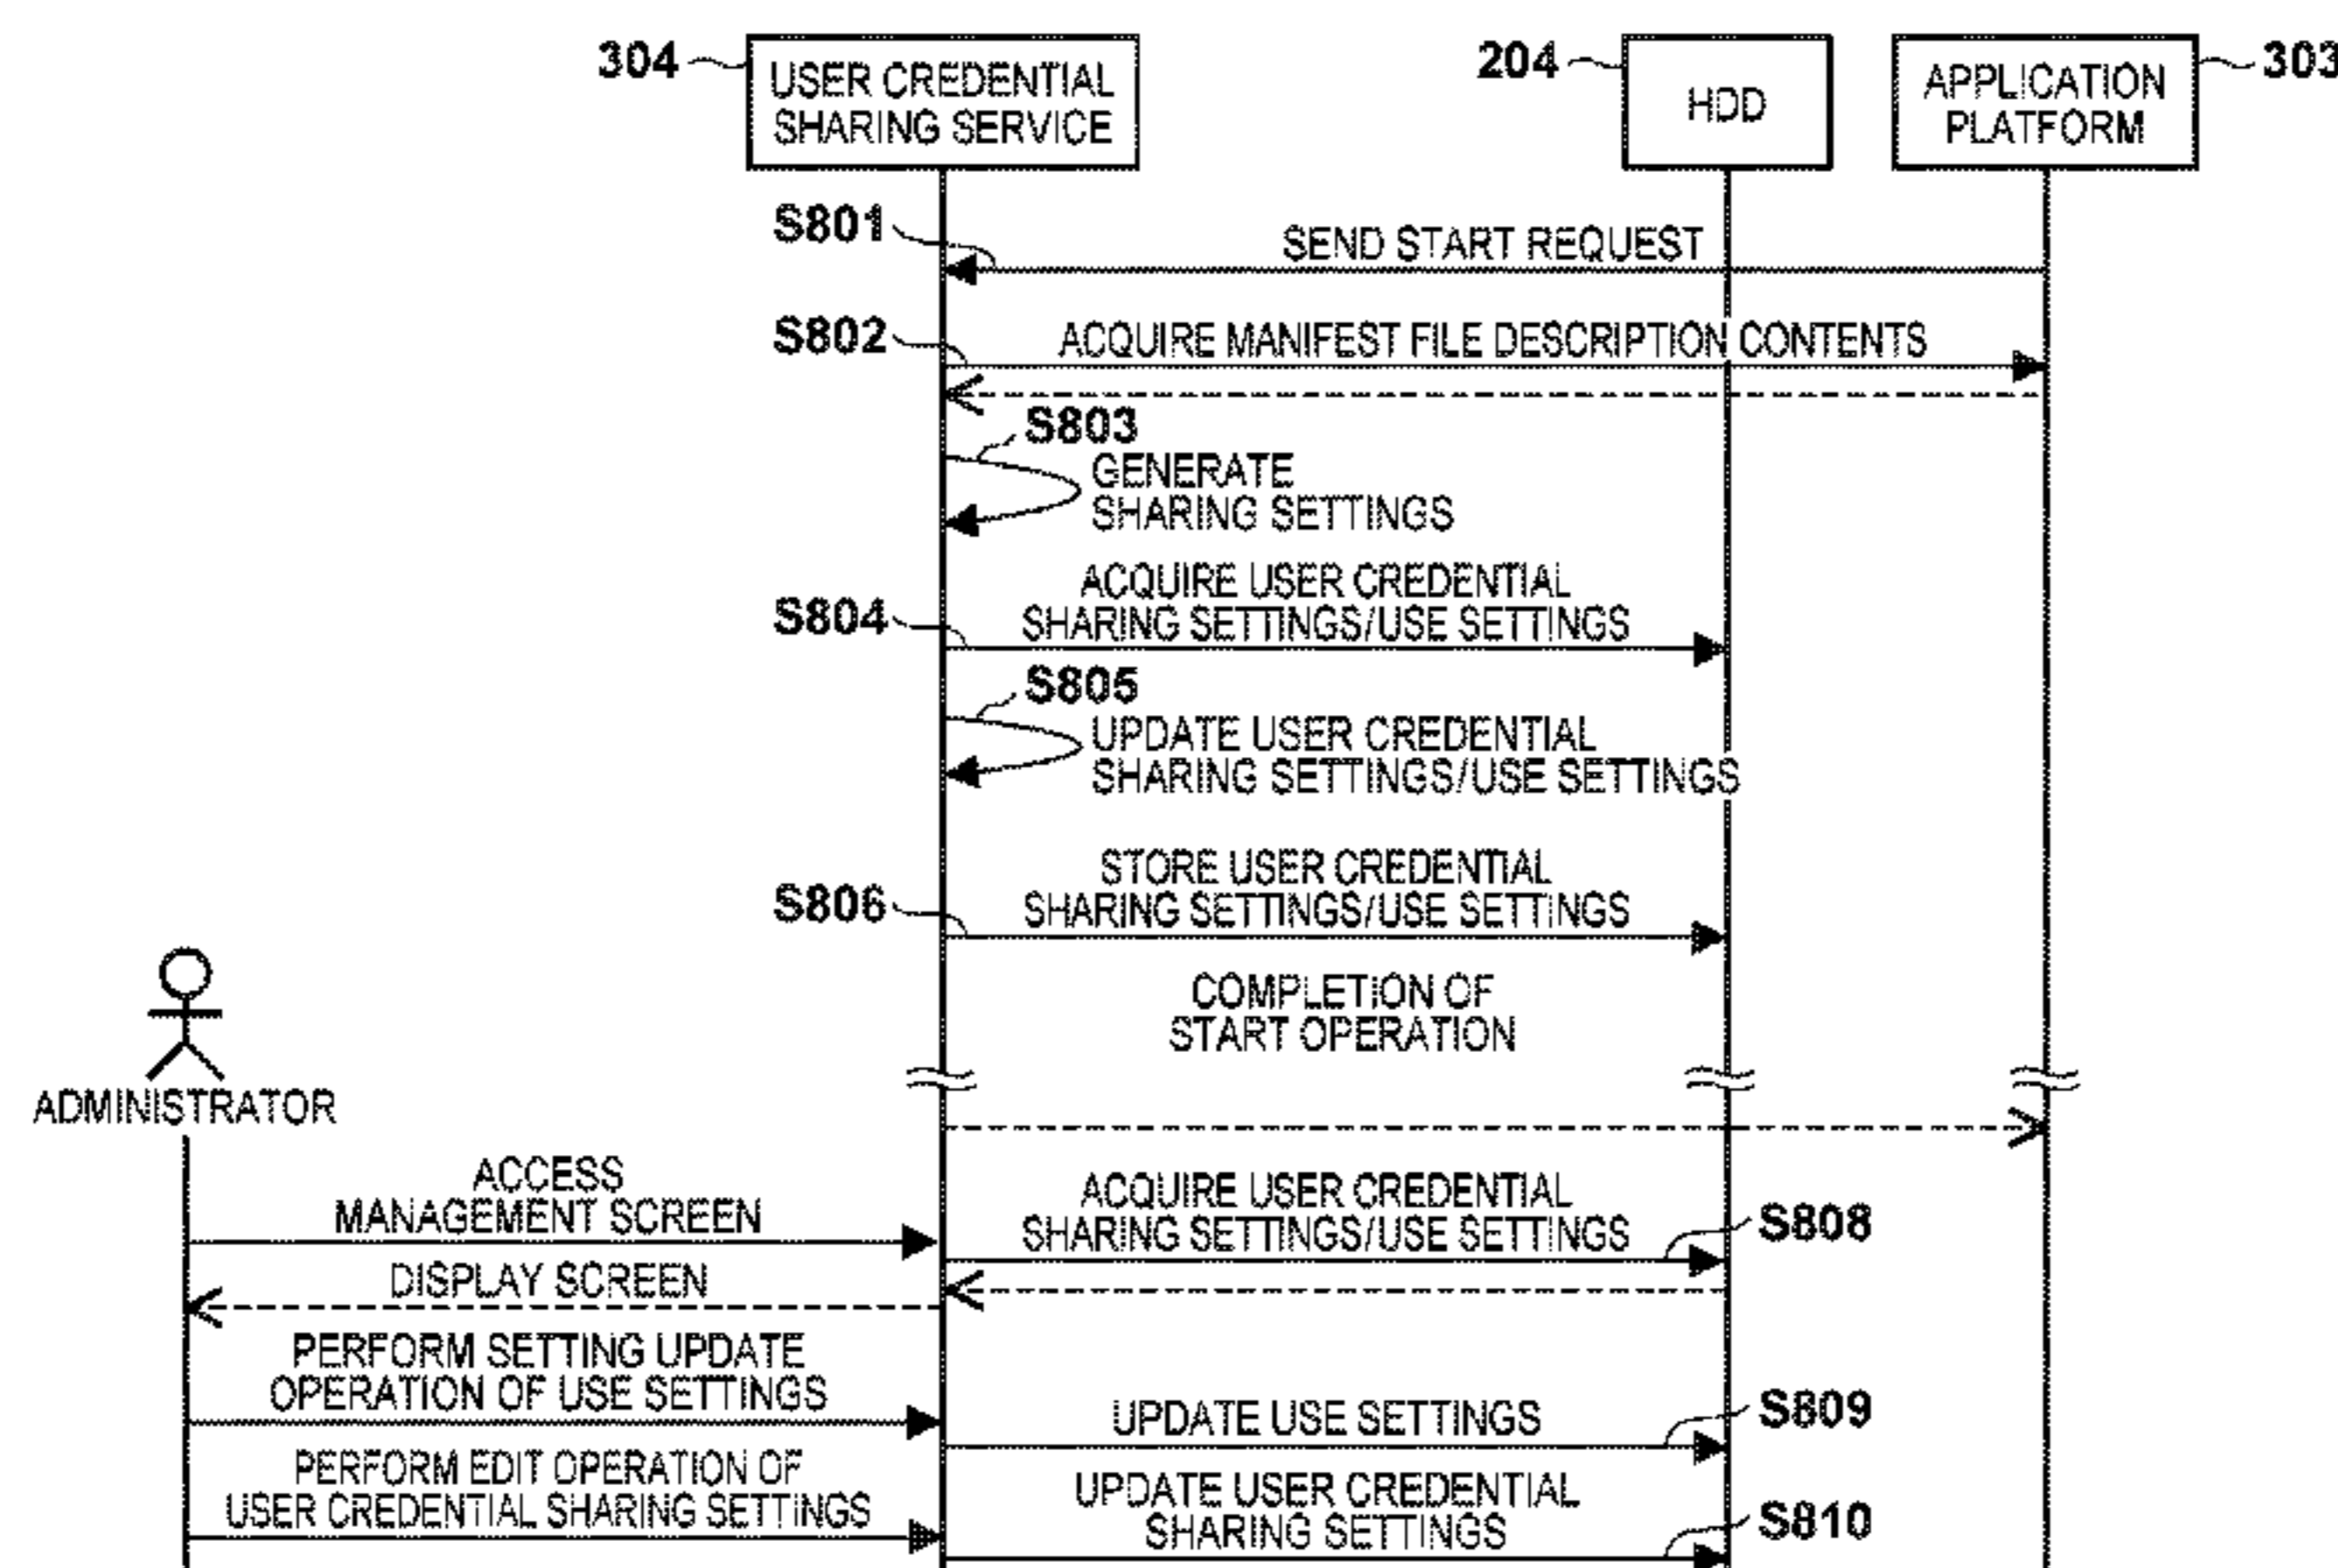 304
USER CREDENTIAL
SHARING SERVICE
204
HDD
APPLICATION
PLATFORM
303
S801
SEND START REQUEST
S802
ACQUIRE MANIFEST FILE DESCRIPTION CONTENTS
S803
GENERATE
SHARING SETTINGS
ACQUIRE USER CREDENTIAL
SHARING SETTINGS/USE SETTINGS
S804
S805
UPDATE USER CREDENTIAL
SHARING SETTINGS/USE SETTINGS
STORE USER CREDENTIAL
SHARING SETTINGS/USE SETTINGS
S806
COMPLETION OF
START OPERATION
ADMINISTRATOR
ACCESS
MANAGEMENT SCREEN
ACQUIRE USER CREDENTIAL
SHARING SETTINGS/USE SETTINGS
S808
DISPLAY SCREEN
PERFORM SETTING UPDATE
OPERATION OF USE SETTINGS
UPDATE USE SETTINGS
S809
PERFORM EDIT OPERATION OF
USER CREDENTIAL SHARING SETTINGS
UPDATE USER CREDENTIAL
SHARING SETTINGS
S810